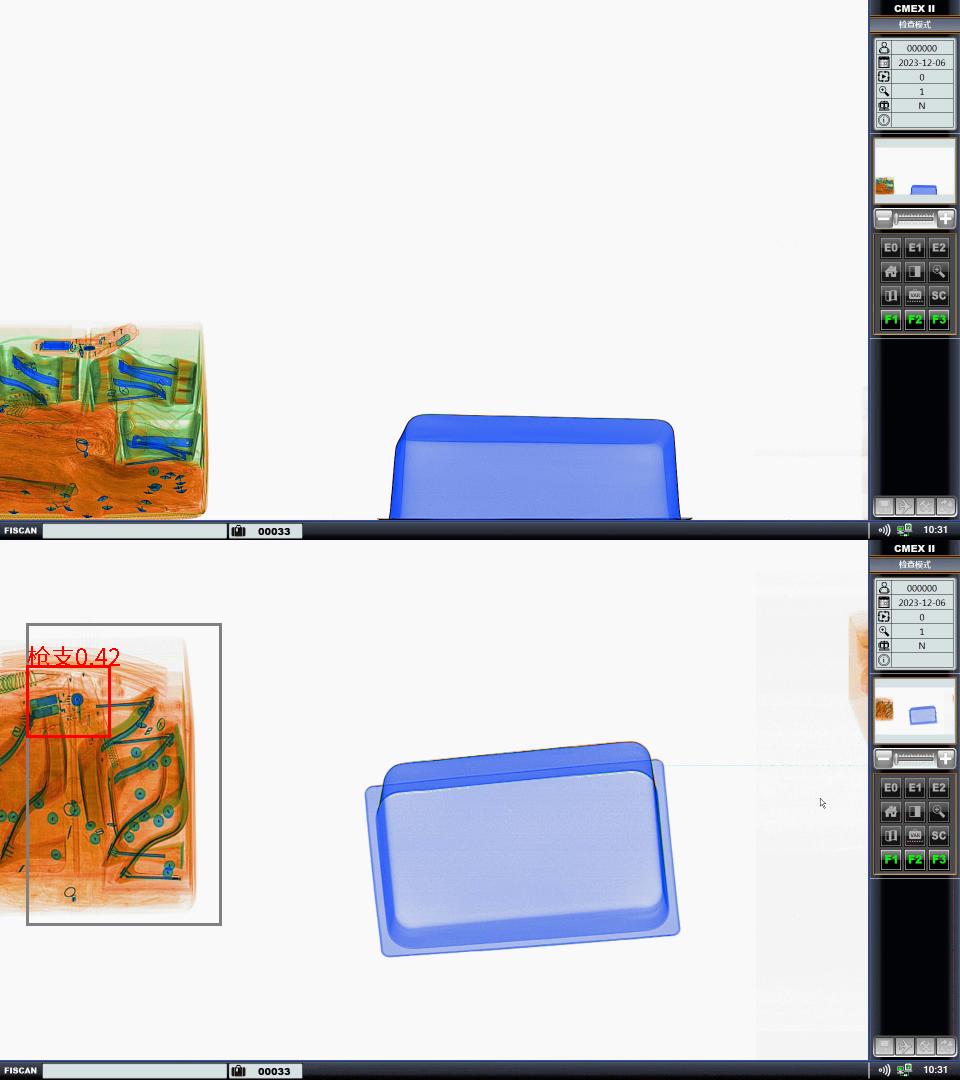 CMEX II
检查模式
000000
2023-12-06
0
1
N
E0 E1 E2
VAR SC
F1 F2 F3
FISCAN 00033 10:31
CMEX II
检查模式
000000
2023-12-06
0
1
N
枪支0.42
E0 E1 E2
VAR SC
F1 F2 F3
FISCAN 00033 10:31